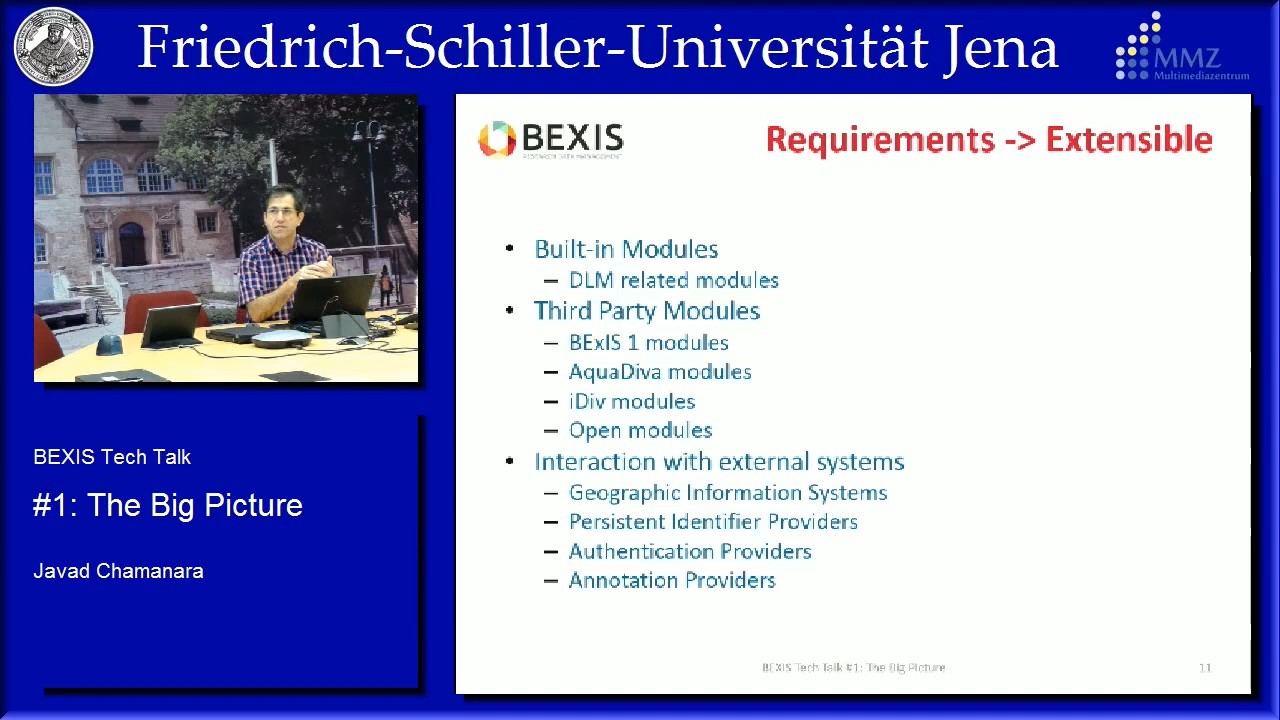 Friedrich-Schiller-Universität Jena
MMZ
Multimediazentrum
BEXIS
RESEARCH DATA MANAGEMENT
Requirements -> Extensible
• Built-in Modules
– DLM related modules
• Third Party Modules
– BExIS 1 modules
– AquaDiva modules
– iDiv modules
– Open modules
• Interaction with external systems
– Geographic Information Systems
– Persistent Identifier Providers
– Authentication Providers
– Annotation Providers
BEXIS Tech Talk #1: The Big Picture
11
BEXIS Tech Talk
#1: The Big Picture
Javad Chamanara